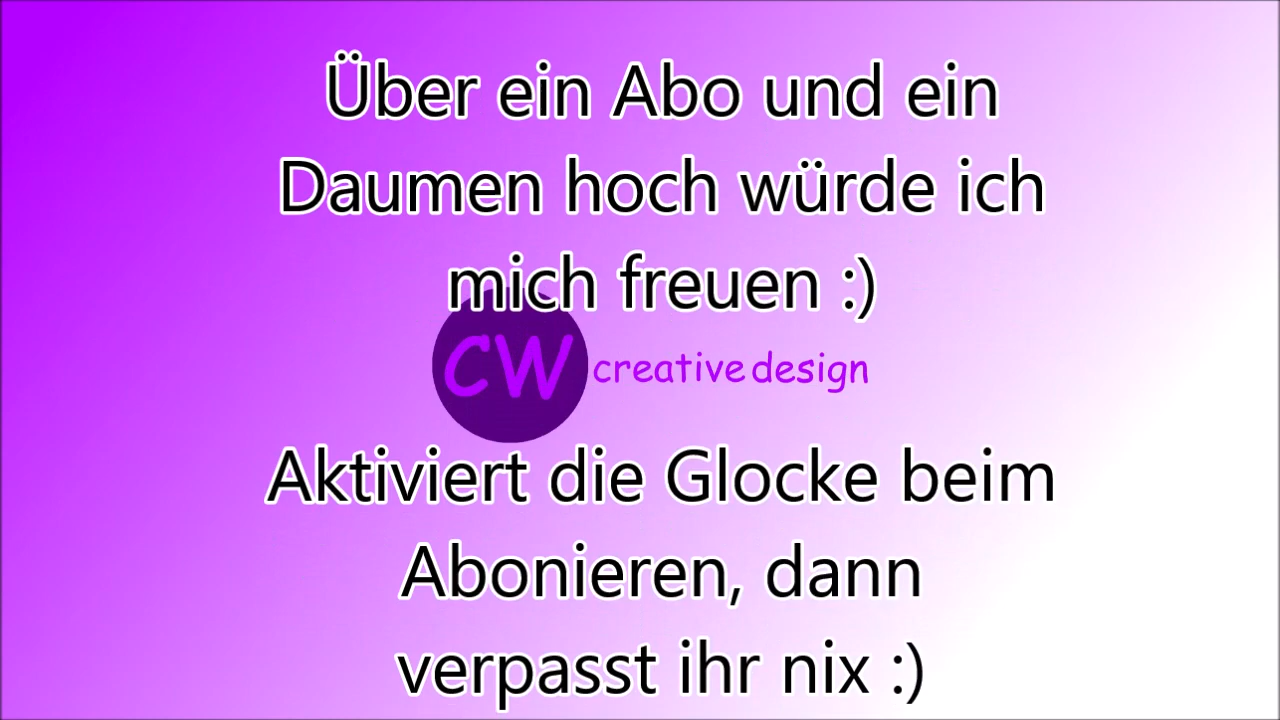 Über ein Abo und ein
Daumen hoch würde ich
mich freuen :)
CW creative design
Aktiviert die Glocke beim
Abonieren, dann
verpasst ihr nix :)